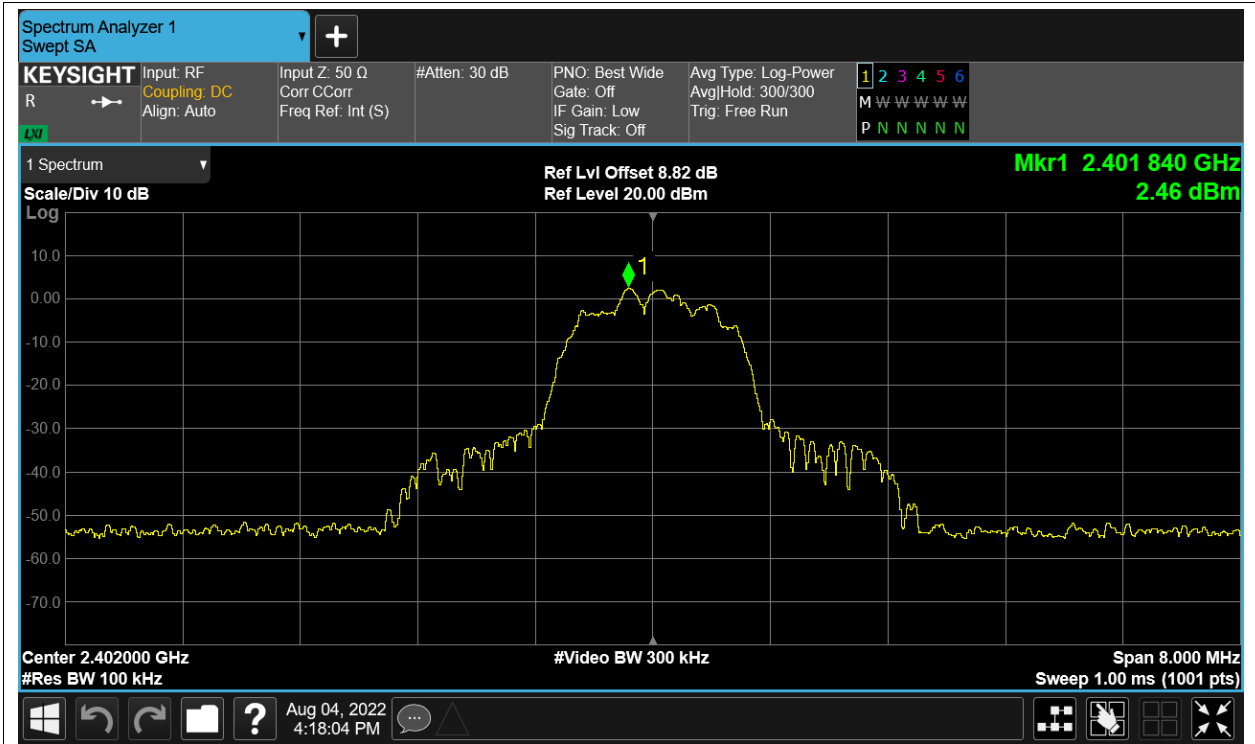 Spectrum Analyzer 1
Swept SA
+
KEYSIGHT Input: RF Input Z: 50 Ω #Atten: 30 dB PNO: Best Wide Avg Type: Log-Power 1 2 3 4 5 6
R Coupling: DC Corr CCorr Gate: Off Avg|Hold: 300/300 M W W W W W
Align: Auto Freq Ref: Int (S) IF Gain: Low Trig: Free Run
LXI Sig Track: Off P N N N N N
1 Spectrum Ref Lvl Offset 8.82 dB Mkr1 2.401 840 GHz
Scale/Div 10 dB Ref Level 20.00 dBm 2.46 dBm
Log
10.0
1
0.00
-10.0
-20.0
-30.0
-40.0
-50.0
-60.0
-70.0
Center 2.402000 GHz #Video BW 300 kHz Span 8.000 MHz
#Res BW 100 kHz Sweep 1.00 ms (1001 pts)
? Aug 04, 2022
4:18:04 PM